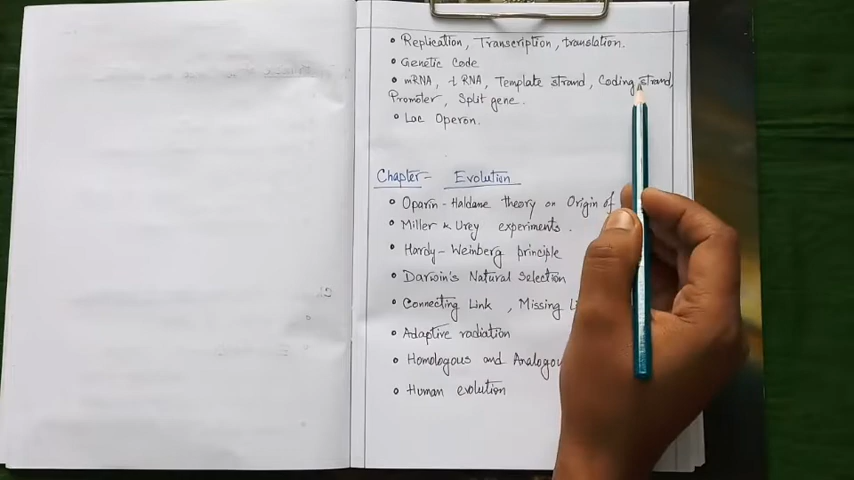 • Replication, Transcription, translation.
• Genetic Code
• mRNA, tRNA, Template strand, Coding strand,
Promoter, Split gene.
• Lac Operon.
Chapter- Evolution
• Oparin-Haldane theory on Origin of
• Miller & Urey experiments.
• Hardy-Weinberg principle
• Darwin's Natural Selection
• Connecting Link, Missing Li
• Adaptive radiation
• Homologous and Analogou
• Human evolution